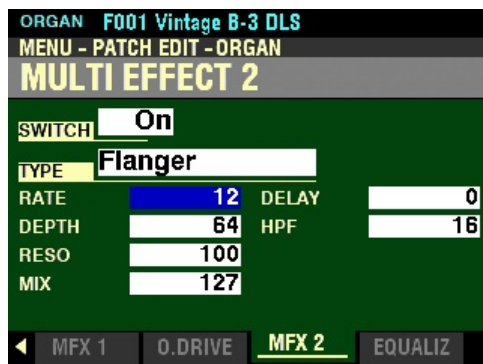 ORGAN F001 Vintage B-3 DLS
MENU - PATCH EDIT - ORGAN
MULTI EFFECT 2
SWITCH On
TYPE Flanger
RATE 12 DELAY 0
DEPTH 64 HPF 16
RESO 100
MIX 127
MFX 1 O.DRIVE MFX 2 EQUALIZ